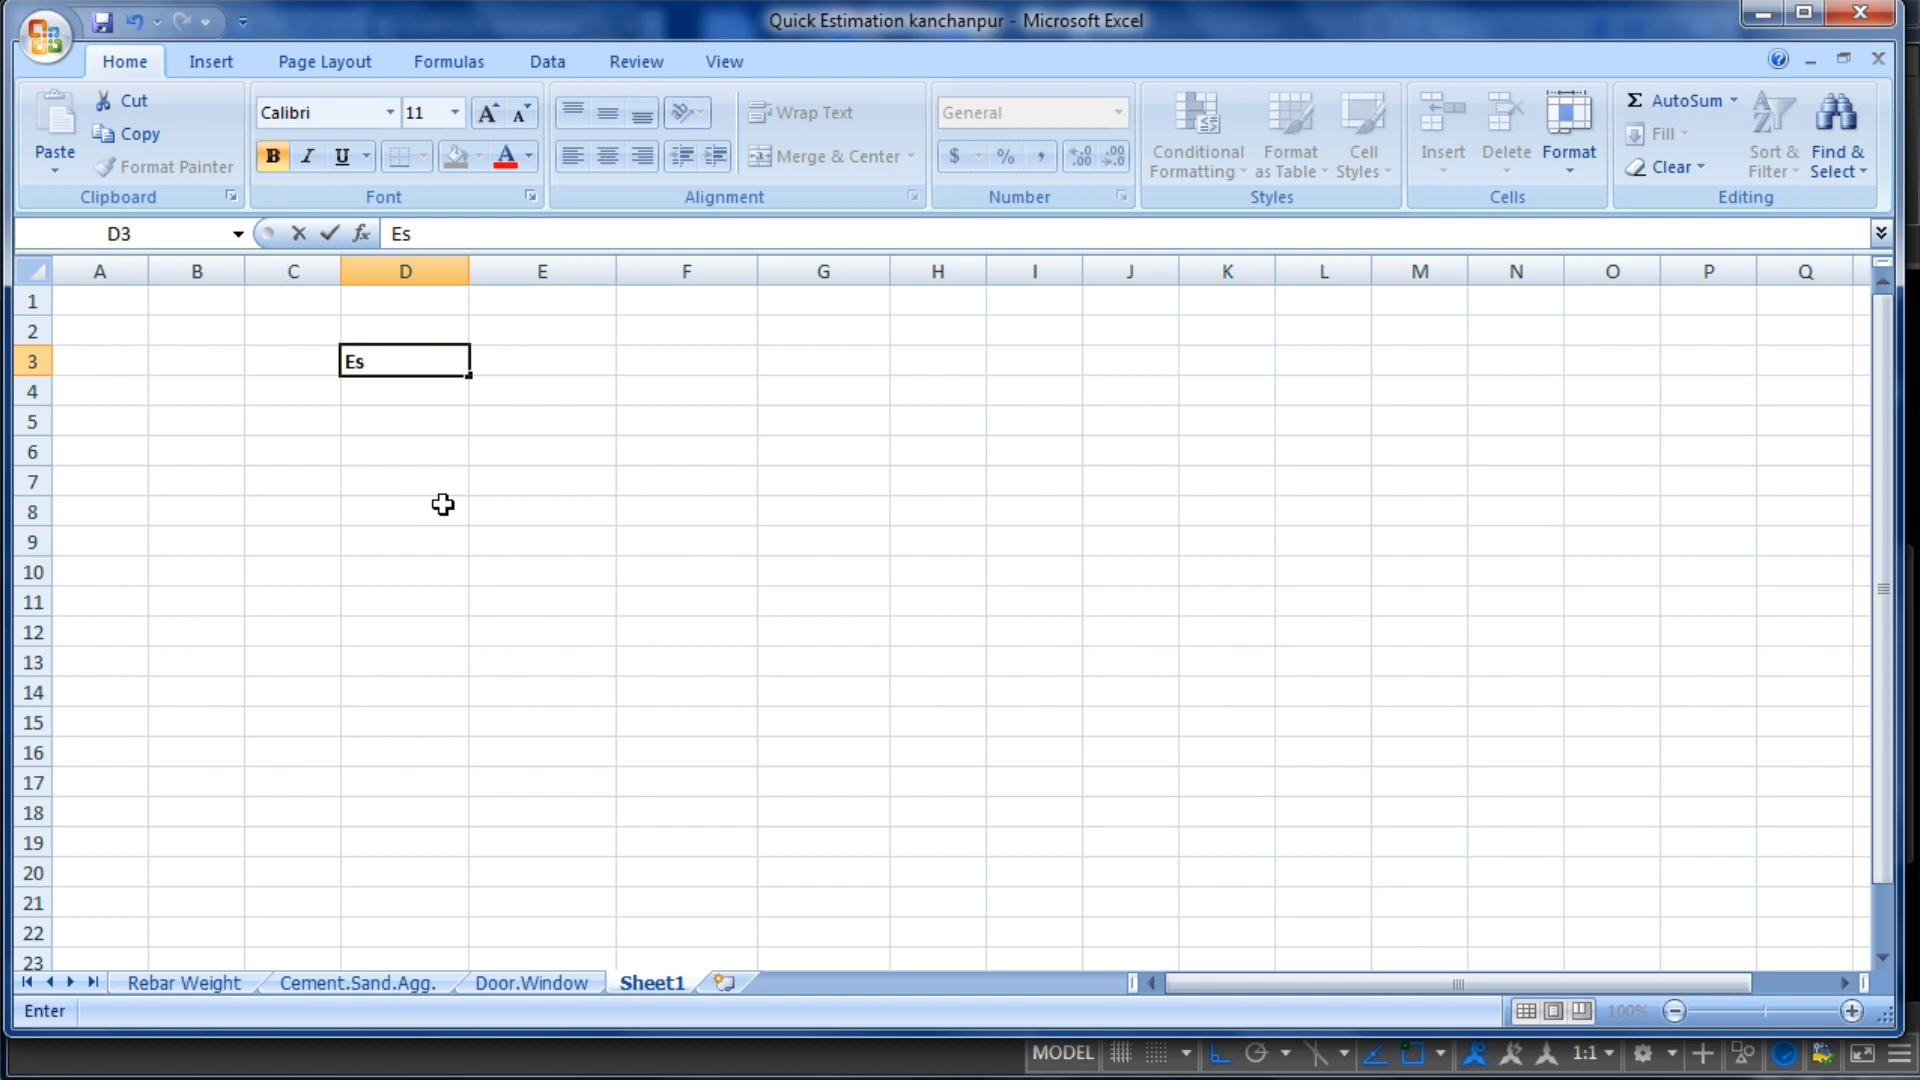 Quick Estimation kanchanpur - Microsoft Excel
Home Insert Page Layout Formulas Data Review View
Paste
Cut
Copy
Format Painter
Clipboard
Calibri 11
B I U A
Font
Wrap Text
Merge & Center
Alignment
General
$ %
Number
Conditional Formatting
Format as Table
Cell Styles
Styles
Insert Delete Format
Cells
Σ AutoSum
Fill
Clear
Sort & Filter
Find & Select
Editing
D3 fx Es
A B C D E F G H I J K L M N O P Q
1
2
3 Es
4
5
6
7
8
9
10
11
12
13
14
15
16
17
18
19
20
21
22
23
Rebar Weight Cement.Sand.Agg. Door.Window Sheet1
Enter 100%
MODEL 1:1